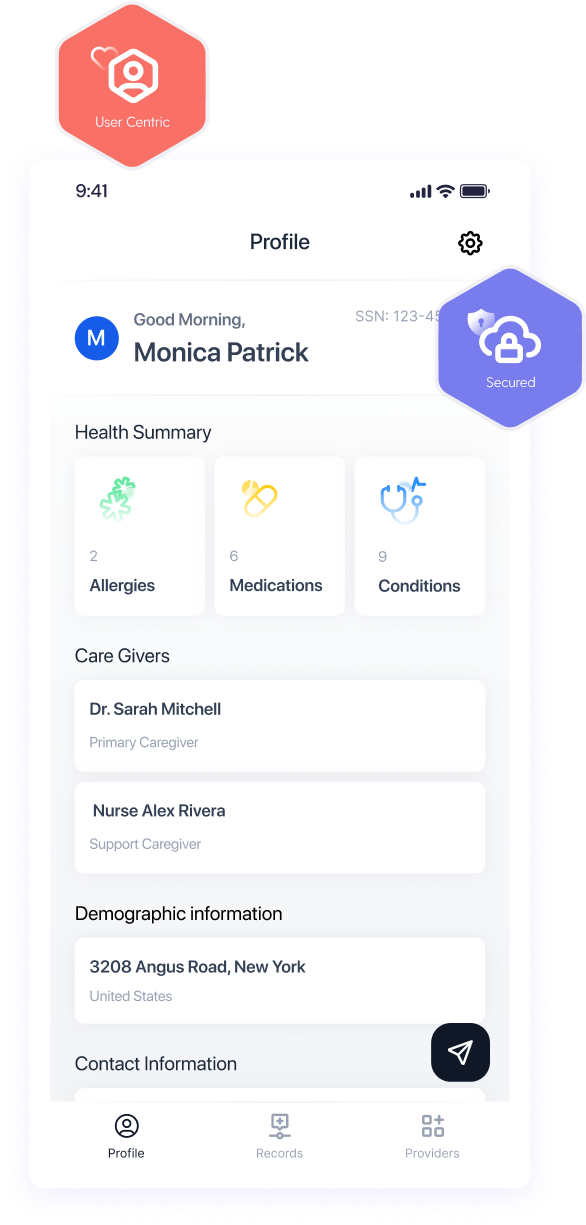 User Centric
9:41
Profile
Good Morning,
SSN: 123-45
M
Monica Patrick
Secured
Health Summary
2
6
9
Allergies
Medications
Conditions
Care Givers
Dr. Sarah Mitchell
Primary Caregiver
Nurse Alex Rivera
Support Caregiver
Demographic information
3208 Angus Road, New York
United States
Contact Information
Profile
Records
Providers